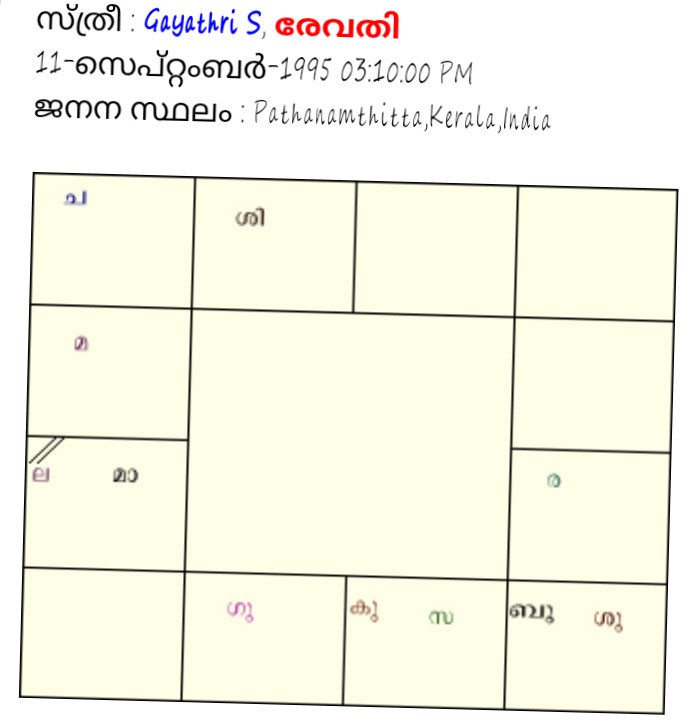 സ്ത്രീ : Gayathri S, രേവതി
11-സെപ്റ്റംബർ-1995 03:10:00 PM
ജനന സ്ഥലം : Pathanamthitta,Kerala,India
ച ശി
മ
ല മാ
ര
ഗു കു സ ബു ശു